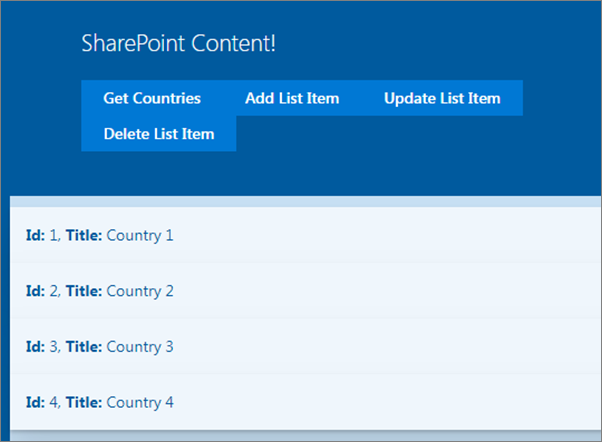 SharePoint Content!
Get Countries Add List Item Update List Item
Delete List Item
Id: 1, Title: Country 1
Id: 2, Title: Country 2
Id: 3, Title: Country 3
Id: 4, Title: Country 4